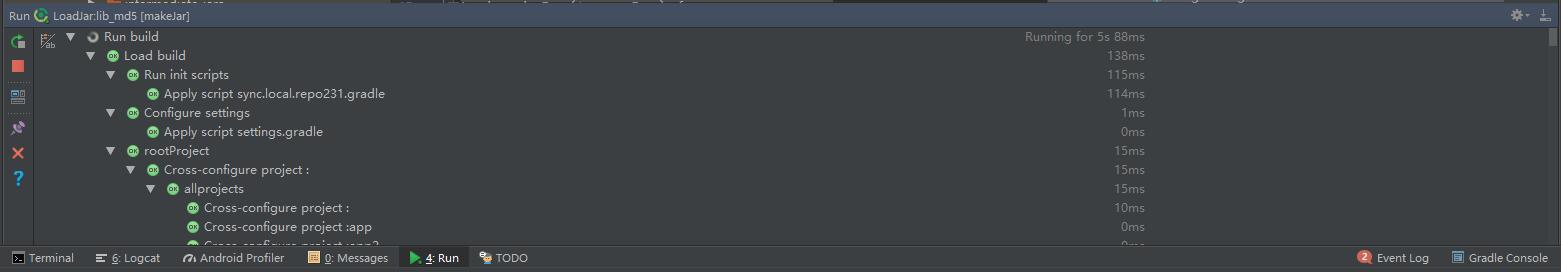 Run LoadJar:lib_md5 [makeJar]
Run build Running for 5s 88ms
Load build 138ms
Run init scripts 115ms
Apply script sync.local.repo231.gradle 114ms
Configure settings 1ms
Apply script settings.gradle 0ms
rootProject 15ms
Cross-configure project : 15ms
allprojects 15ms
Cross-configure project : 10ms
Cross-configure project :app 0ms
Terminal 6: Logcat Android Profiler 0: Messages 4: Run TODO 2 Event Log Gradle Console